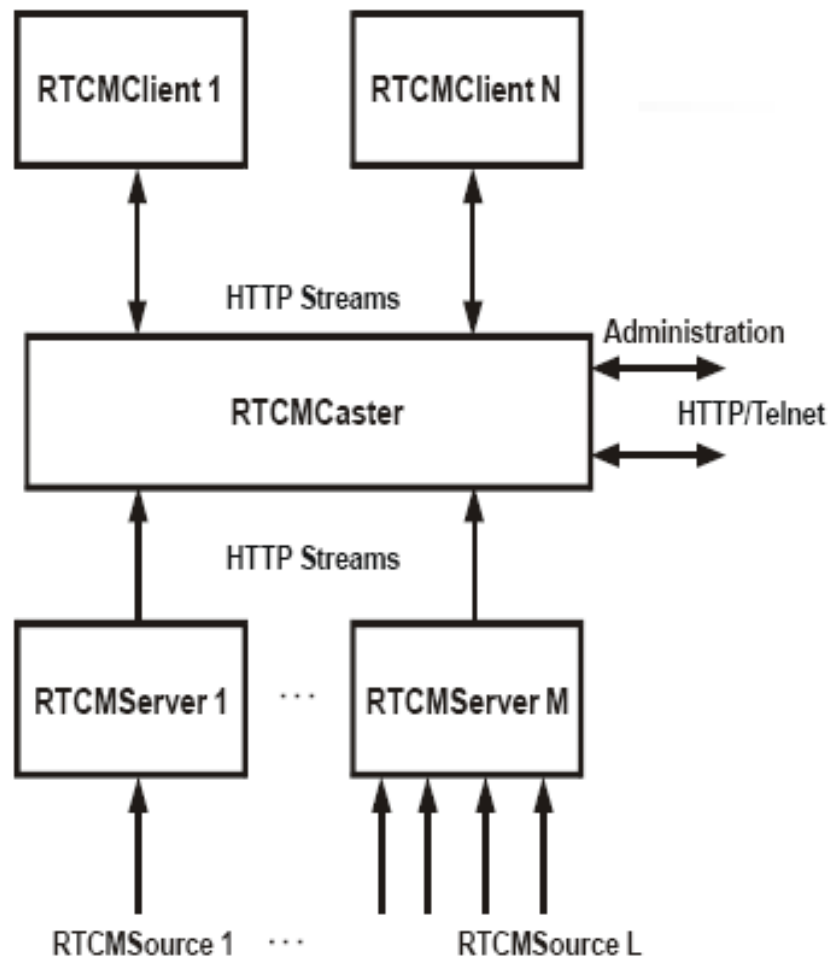 RTCMClient 1
RTCMClient N
HTTP Streams
Administration
RTCMCaster
HTTP/Telnet
HTTP Streams
RTCMServer 1
...
RTCMServer M
RTCMSource 1
...
RTCMSource L